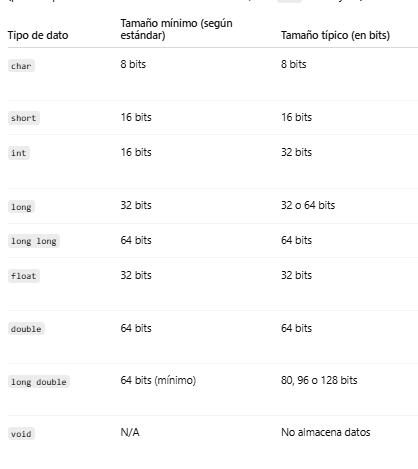 Tipo de dato Tamaño mínimo (según estándar) Tamaño típico (en bits)
char 8 bits 8 bits
short 16 bits 16 bits
int 16 bits 32 bits
long 32 bits 32 o 64 bits
long long 64 bits 64 bits
float 32 bits 32 bits
double 64 bits 64 bits
long double 64 bits (mínimo) 80, 96 o 128 bits
void N/A No almacena datos